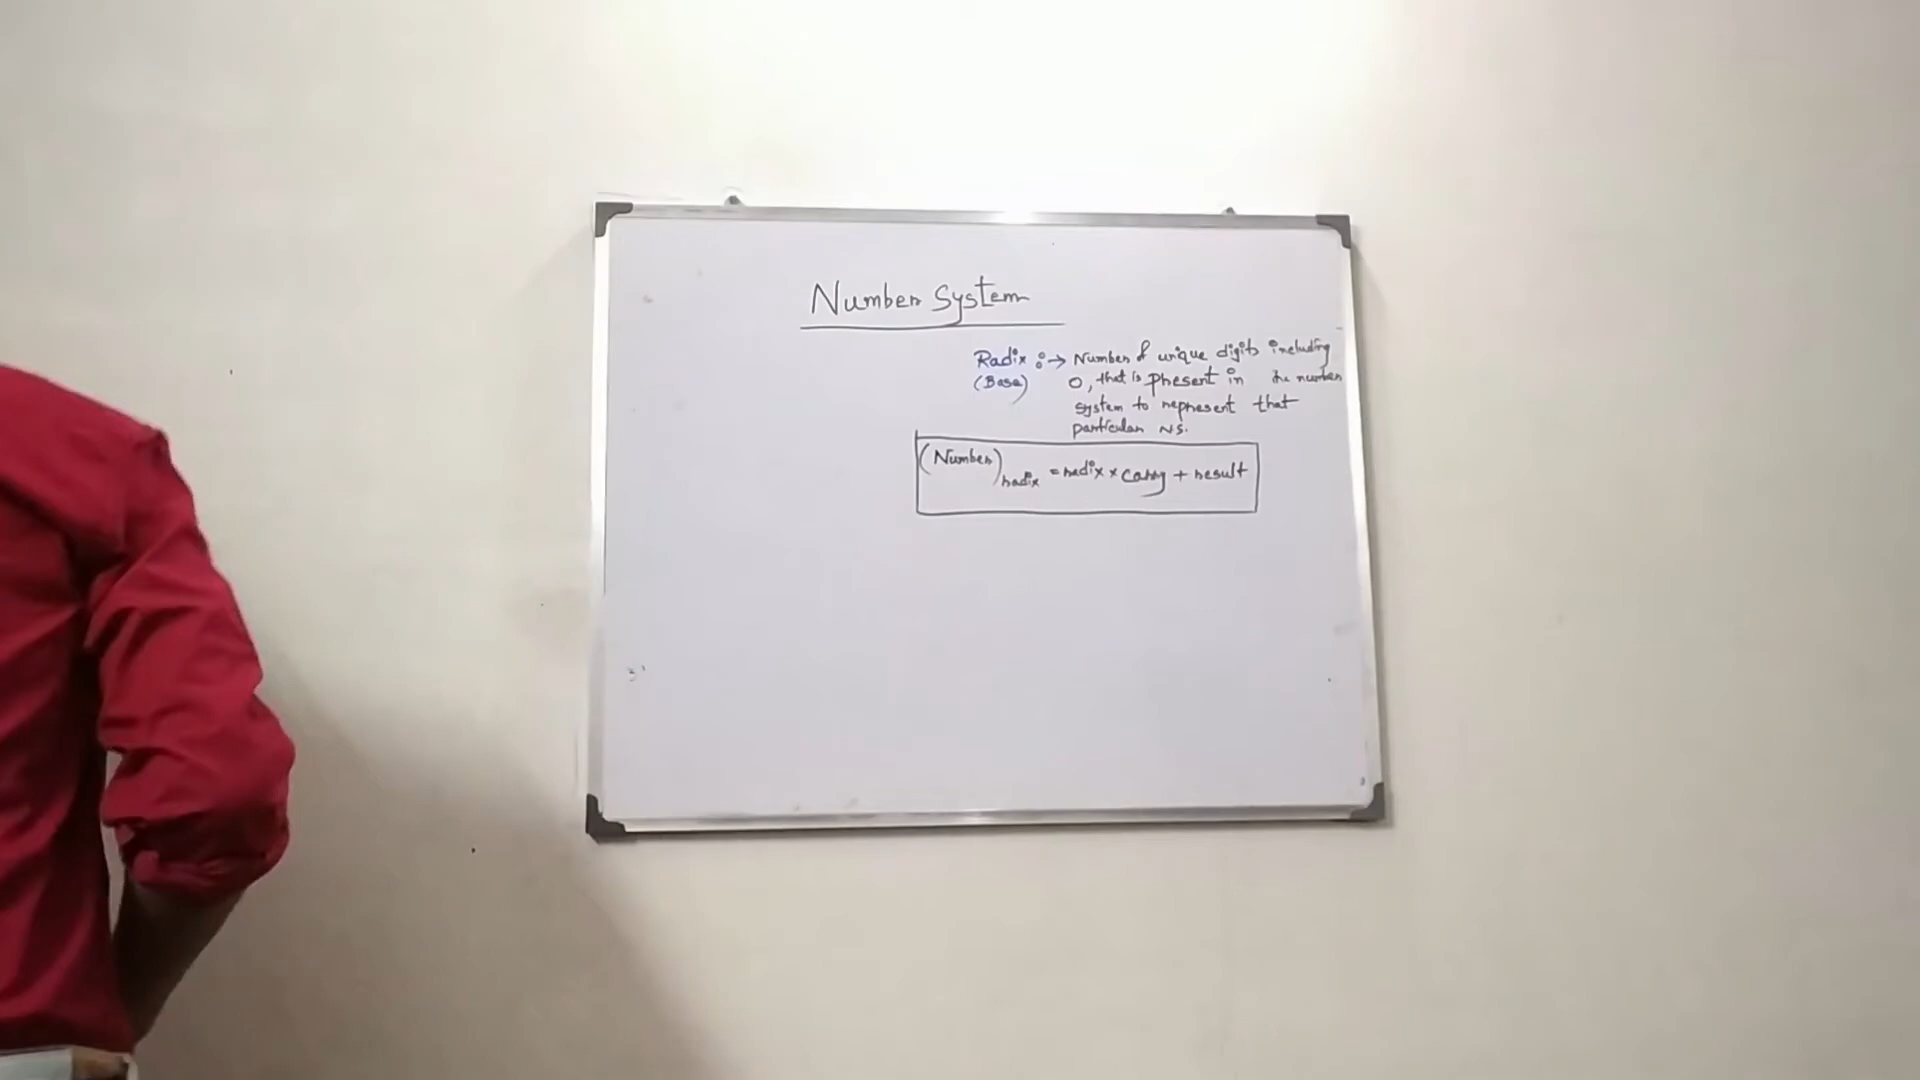 Number System
Radix : → Number of unique digits including
(Base) 0, that is present in the number
system to represent that
particular NS.
(Number)radix = radix × Carry + result